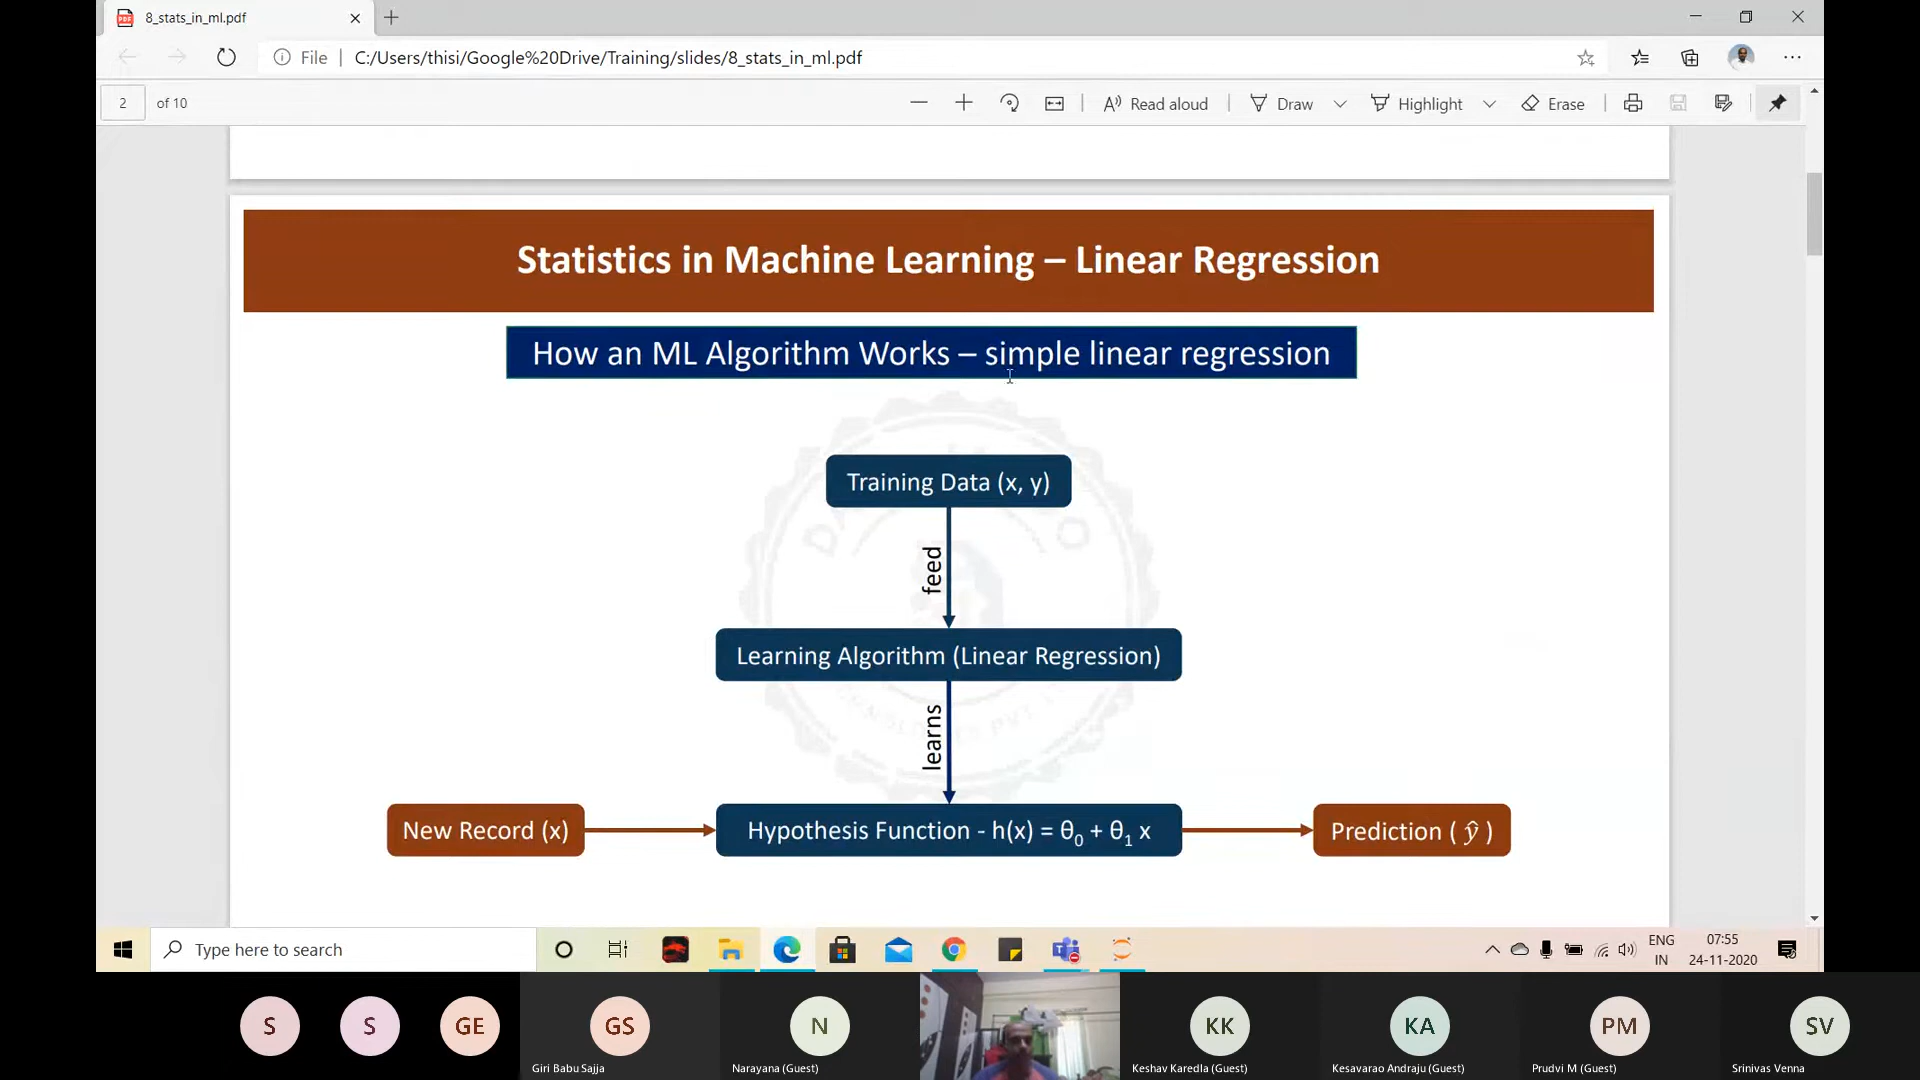 8_stats_in_ml.pdf
File C:/Users/thisi/Google%20Drive/Training/slides/8_stats_in_ml.pdf
2 of 10 Read aloud Draw Highlight Erase
Statistics in Machine Learning – Linear Regression
How an ML Algorithm Works – simple linear regression
Training Data (x, y)
feed
Learning Algorithm (Linear Regression)
learns
New Record (x) Hypothesis Function - h(x) = θ₀ + θ₁ x Prediction ( ŷ )
Type here to search
ENG 07:55
IN 24-11-2020
S S GE GS N KK KA PM SV
Giri Babu Sajja Narayana (Guest) Keshav Karedla (Guest) Kesavarao Andraju (Guest) Prudvi M (Guest) Srinivas Venna